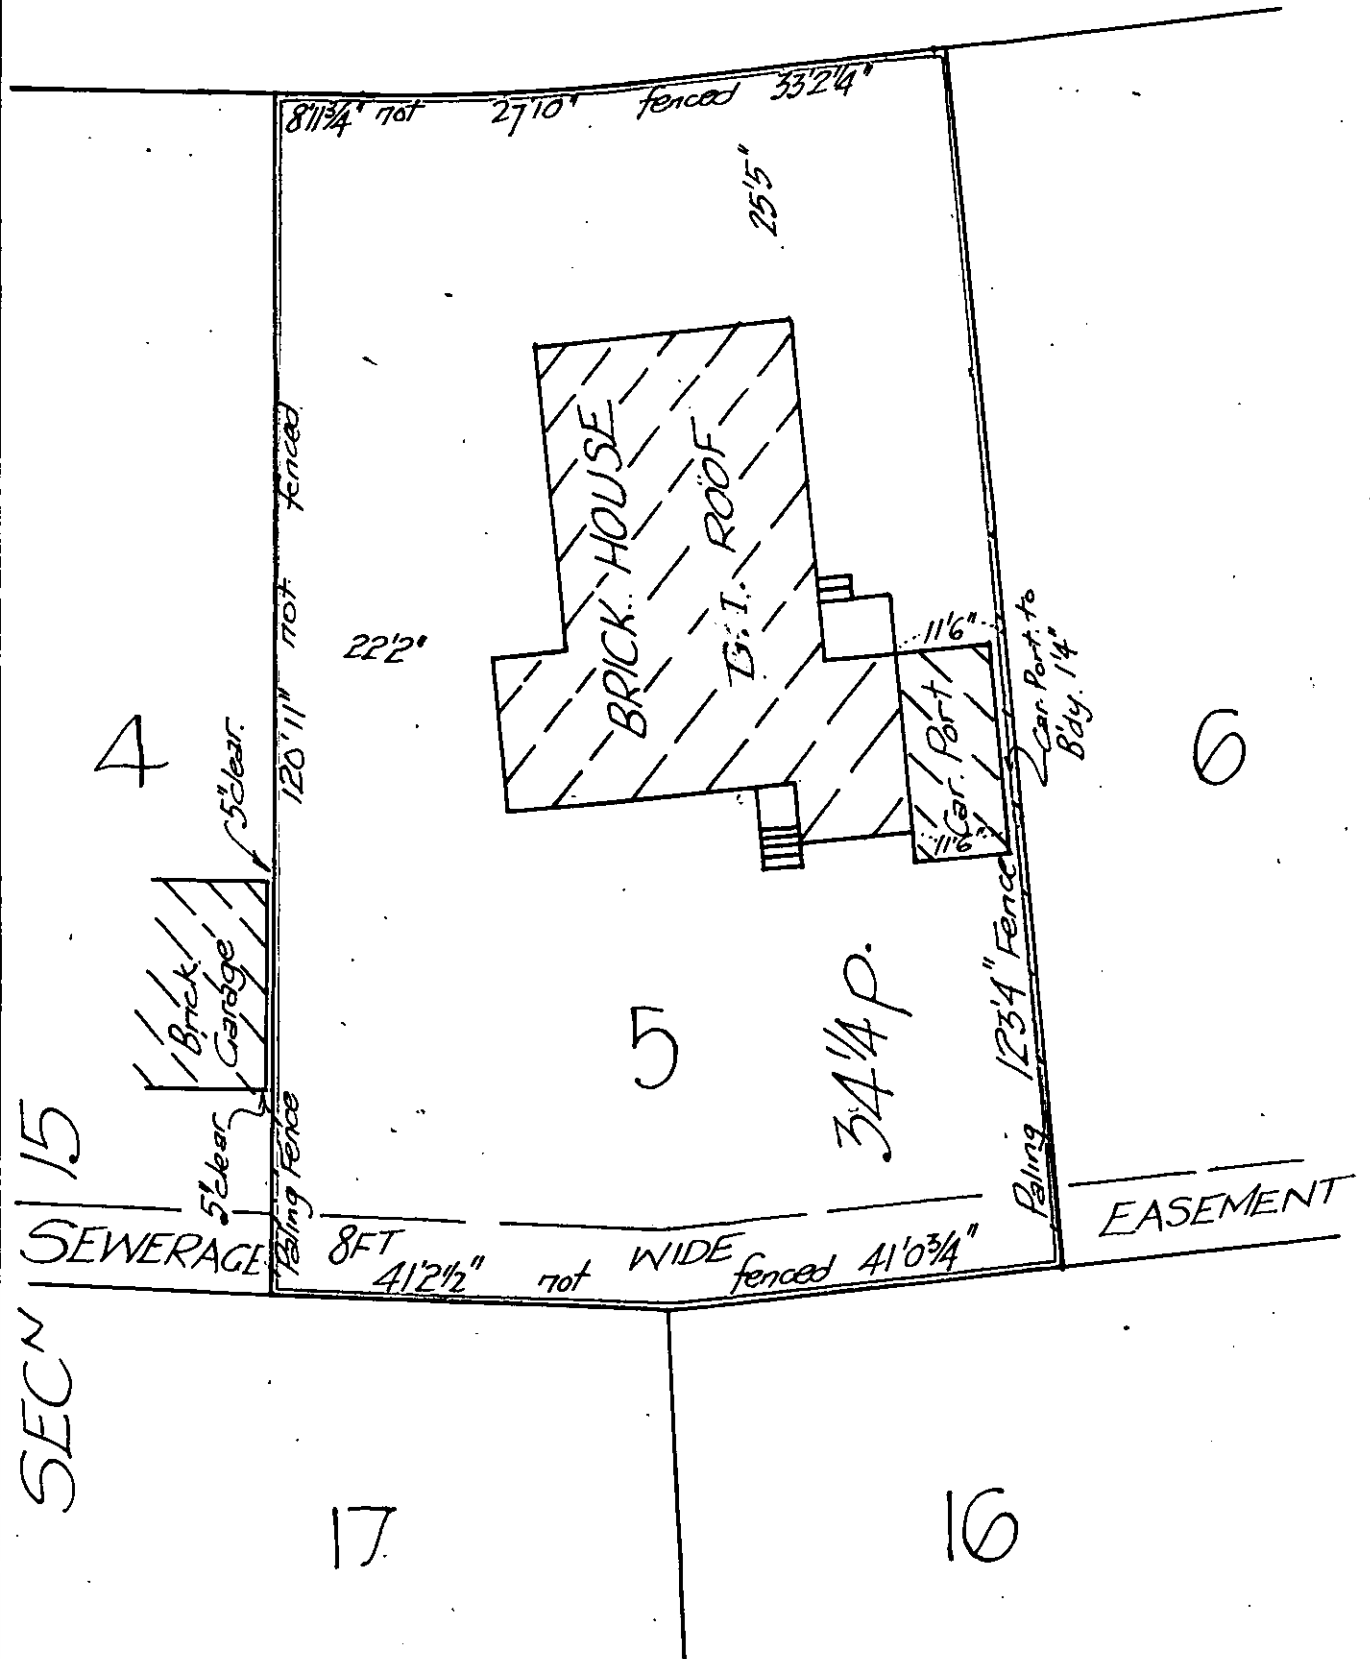 8'11¾" not 27'10" fenced 33'2¼"
25'5"
120'11" not fenced
BRICK HOUSE
G.I. ROOF
22'2"
11'6"
Car Port to
Bdy. 1'4"
Car Port
11'6"
4
5
6
5" clear
Brick
Garage
5" clear
Paling Fence
34¼ P.
Paling 123'4" Fence
SECN 15
SEWERAGE 8FT WIDE EASEMENT
41'2½" not fenced 41'0¾"
17
16